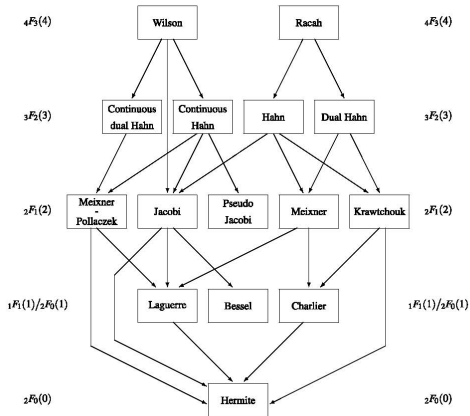 ₄F₃(4) Wilson Racah ₄F₃(4)
Continuous Continuous Hahn Dual Hahn
dual Hahn Hahn
₃F₂(3) ₃F₂(3)
Meixner Jacobi Pseudo Meixner Krawtchouk
-
Pollaczek Jacobi
₂F₁(2) ₂F₁(2)
₁F₁(1)/₂F₀(1) Laguerre Bessel Charlier ₁F₁(1)/₂F₀(1)
₂F₀(0) Hermite ₂F₀(0)